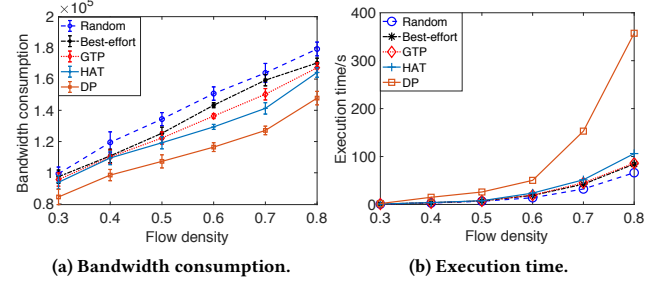 × 10^5
Bandwidth consumption
1.8
1.6
1.4
1.2
1
0.8
Random
Best-effort
GTP
HAT
DP
0.3 0.4 0.5 0.6 0.7 0.8
Flow density
(a) Bandwidth consumption.
Execution time/s
400
300
200
100
0
Random
Best-effort
GTP
HAT
DP
0.3 0.4 0.5 0.6 0.7 0.8
Flow density
(b) Execution time.